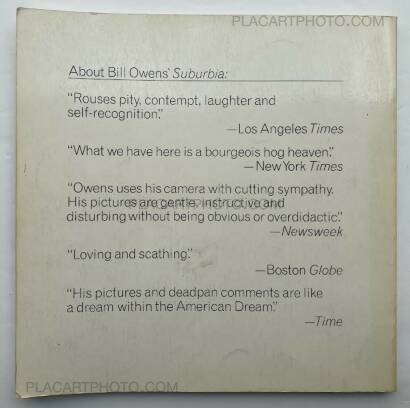 PLACARTPHOTO.COM
About Bill Owens' Suburbia:
"Rouses pity, contempt, laughter and
self-recognition."
—Los Angeles Times
"What we have here is a bourgeois hog heaven."
—New York Times
"Owens uses his camera with cutting sympathy.
His pictures are gentle, instructive and
PLACARTPHOTO.COM
disturbing without being obvious or overdidactic."
—Newsweek
"Loving and scathing."
—Boston Globe
"His pictures and deadpan comments are like
a dream within the American Dream."
—Time
PLACARTPHOTO.COM